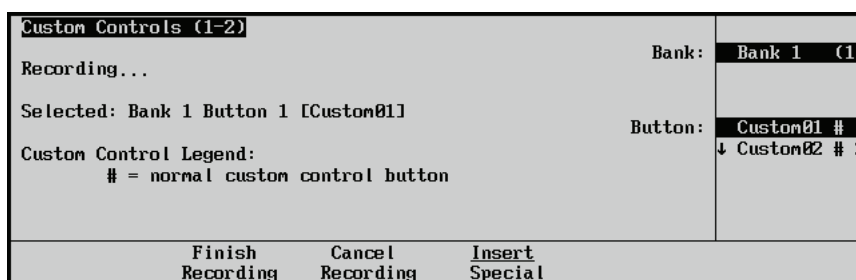 Custom Controls (1-2)
Recording...
Selected: Bank 1 Button 1 [Custom01]
Custom Control Legend:
# = normal custom control button
Bank: Bank 1 (1
Button: Custom01 #
↓ Custom02 #
Finish Recording
Cancel Recording
Insert Special